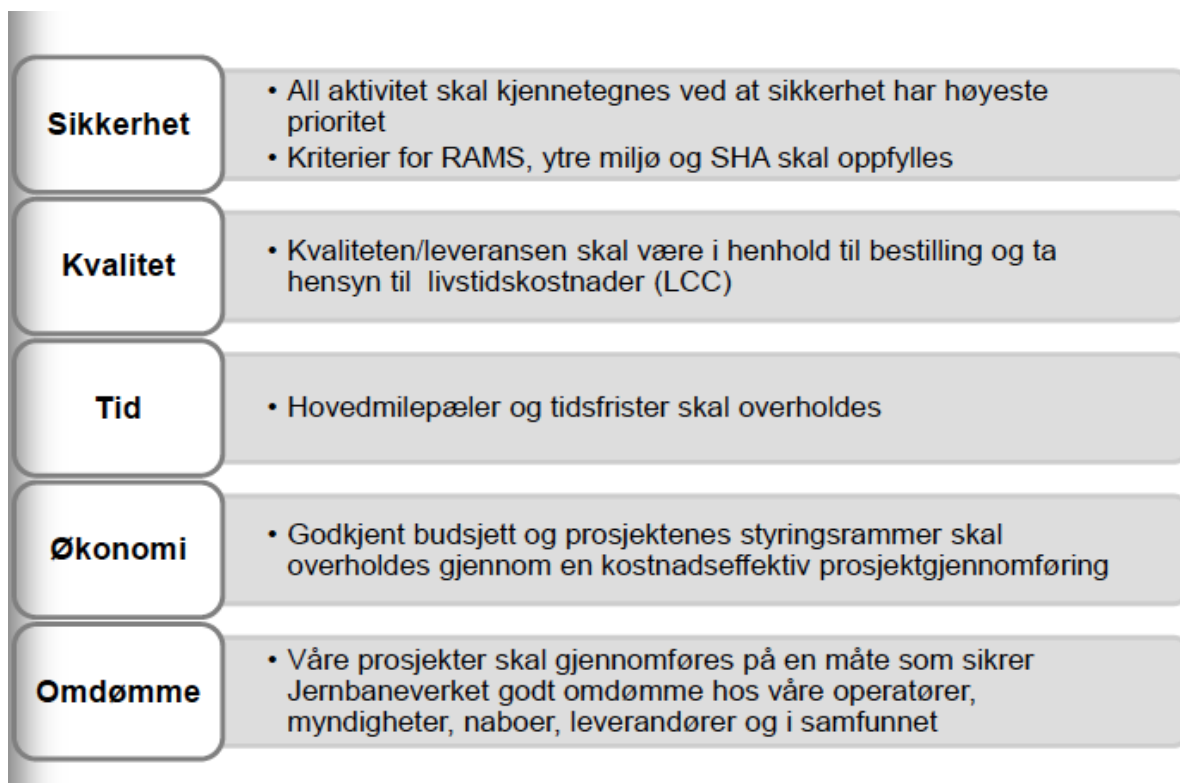 Sikkerhet
• All aktivitet skal kjennetegnes ved at sikkerhet har høyeste
prioritet
• Kriterier for RAMS, ytre miljø og SHA skal oppfylles
Kvalitet
• Kvaliteten/leveransen skal være i henhold til bestilling og ta
hensyn til  livstidskostnader (LCC)
Tid
• Hovedmilepæler og tidsfrister skal overholdes
Økonomi
• Godkjent budsjett og prosjektenes styringsrammer skal
overholdes gjennom en kostnadseffektiv prosjektgjennomføring
Omdømme
• Våre prosjekter skal gjennomføres på en måte som sikrer
Jernbaneverket godt omdømme hos våre operatører,
myndigheter, naboer, leverandører og i samfunnet